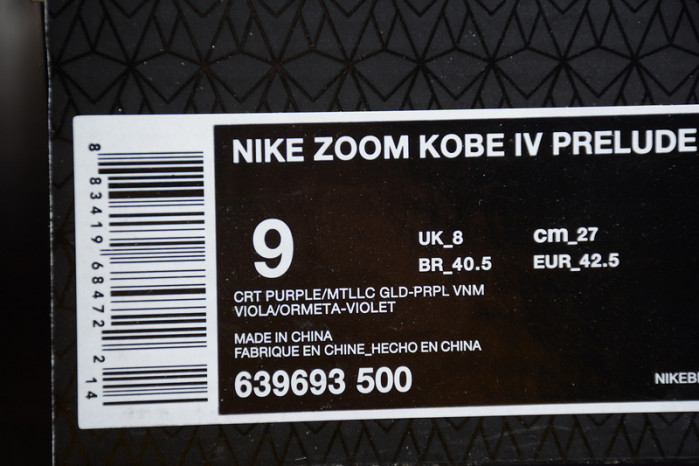 NIKE ZOOM KOBE IV PRELUDE
9
UK_8
cm_27
BR_40.5
EUR_42.5
CRT PURPLE/MTLLC GLD-PRPL VNM
VIOLA/ORMETA-VIOLET
MADE IN CHINA
FABRIQUE EN CHINE_HECHO EN CHINA
639693 500
8 83419 68472 2 14